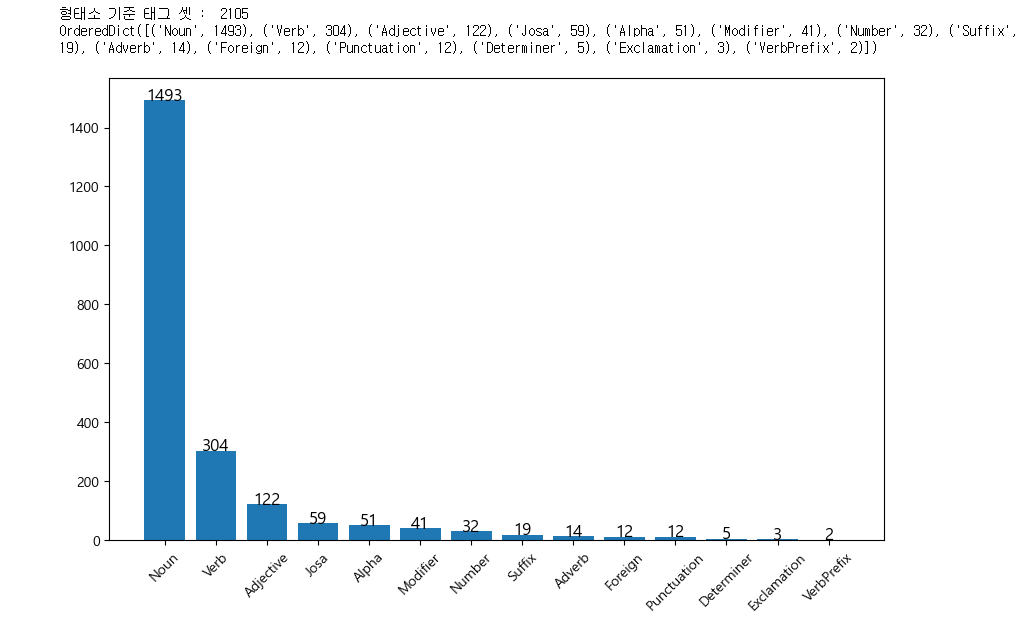 형태소 기준 태그 셋 :  2105
OrderedDict([('Noun', 1493), ('Verb', 304), ('Adjective', 122), ('Josa', 59), ('Alpha', 51), ('Modifier', 41), ('Number', 32), ('Suffix',
19), ('Adverb', 14), ('Foreign', 12), ('Punctuation', 12), ('Determiner', 5), ('Exclamation', 3), ('VerbPrefix', 2)])
1493
1400
1200
1000
800
600
400
200
0
304
122
59
51
41
32
19
14
12
12
5
3
2
Noun
Verb
Adjective
Josa
Alpha
Modifier
Number
Suffix
Adverb
Foreign
Punctuation
Determiner
Exclamation
VerbPrefix